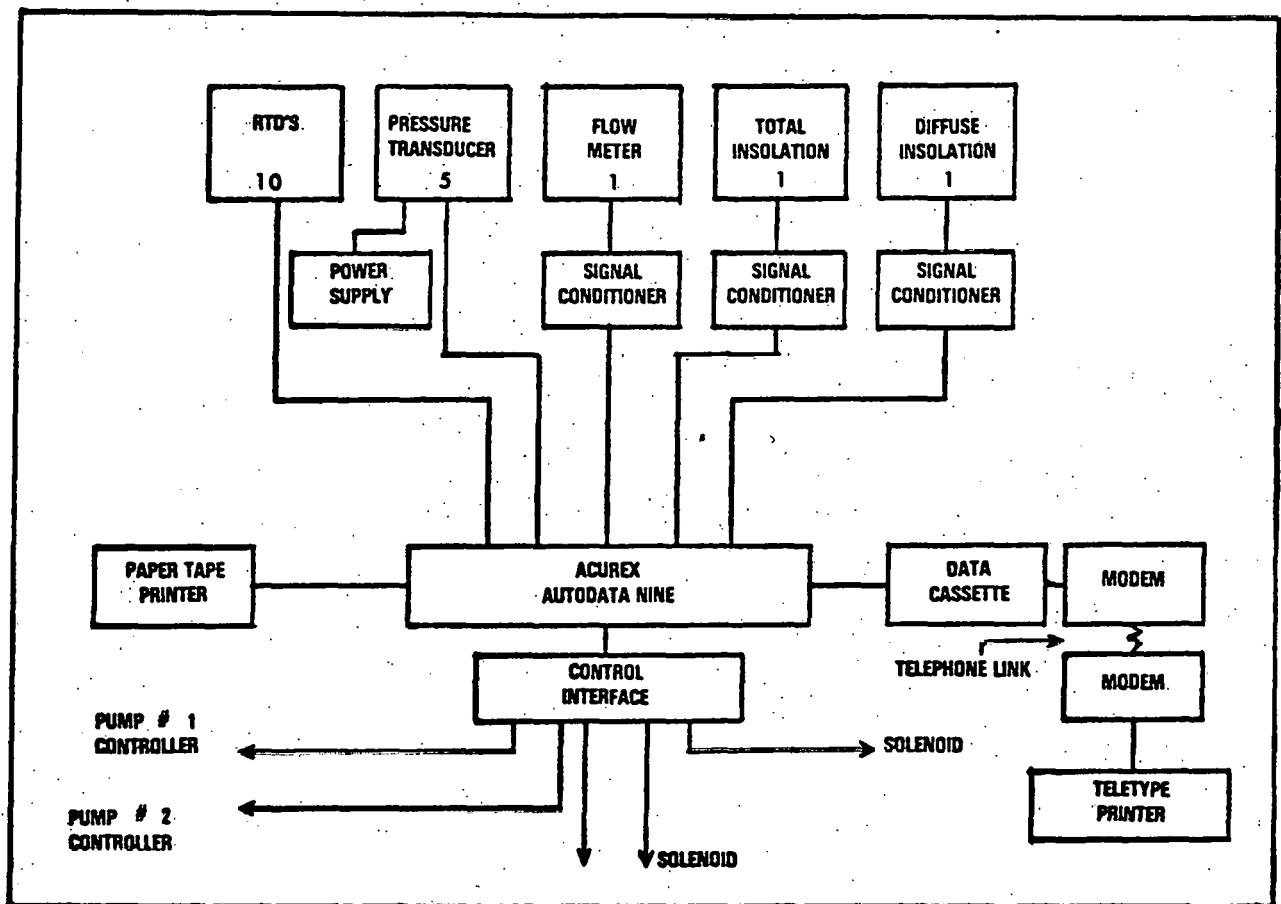 RTD'S
10
PRESSURE
TRANSDUCER
5
FLOW
METER
1
TOTAL
INSOLATION
1
DIFFUSE
INSOLATION
1
POWER
SUPPLY
SIGNAL
CONDITIONER
SIGNAL
CONDITIONER
SIGNAL
CONDITIONER
PAPER TAPE
PRINTER
ACUREX
AUTODATA NINE
DATA
CASSETTE
MODEM
TELEPHONE LINK
CONTROL
INTERFACE
MODEM
PUMP # 1
CONTROLLER
SOLENOID
TELETYPE
PRINTER
PUMP # 2
CONTROLLER
SOLENOID